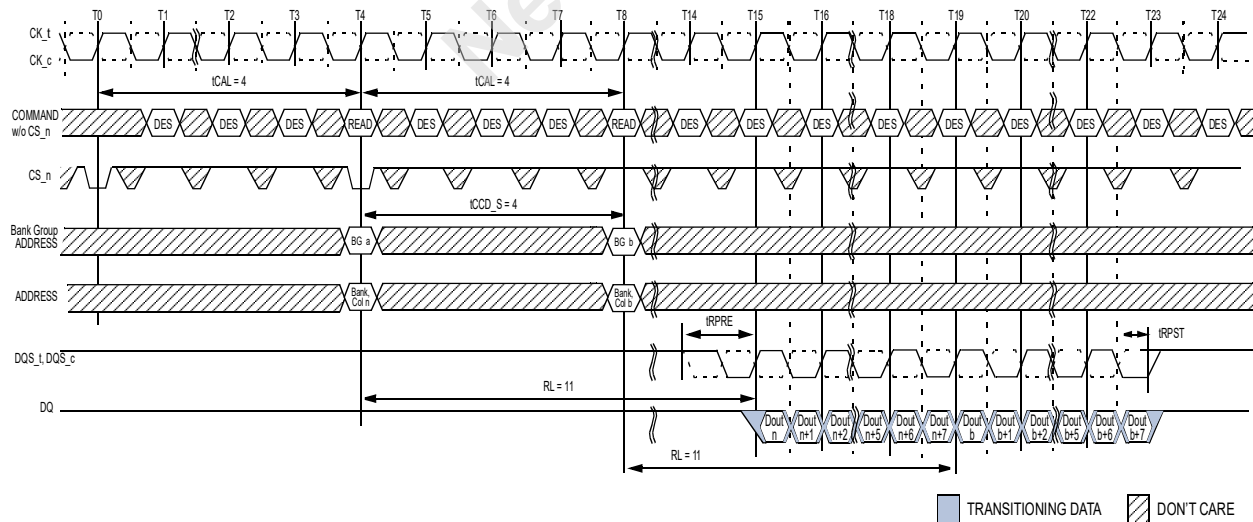 T0 T1 T2 T3 T4 T5 T6 T7 T8 T14 T15 T16 T18 T19 T20 T22 T23 T24
CK_t
CK_c
tCAL = 4 tCAL = 4
COMMAND
w/o CS_n
DES DES DES READ DES DES DES READ DES DES DES DES DES DES DES DES DES
CS_n
tCCD_S = 4
Bank Group
ADDRESS
BG a BG b
ADDRESS
Bank, Bank,
Col n Col b
tRPRE tRPST
DQS_t, DQS_c
RL = 11
DQ
Dout Dout Dout Dout Dout Dout Dout Dout Dout Dout Dout Dout
n n+1 n+2 n+5 n+6 n+7 b b+1 b+2 b+5 b+6 b+7
RL = 11
TRANSITIONING DATA DON'T CARE